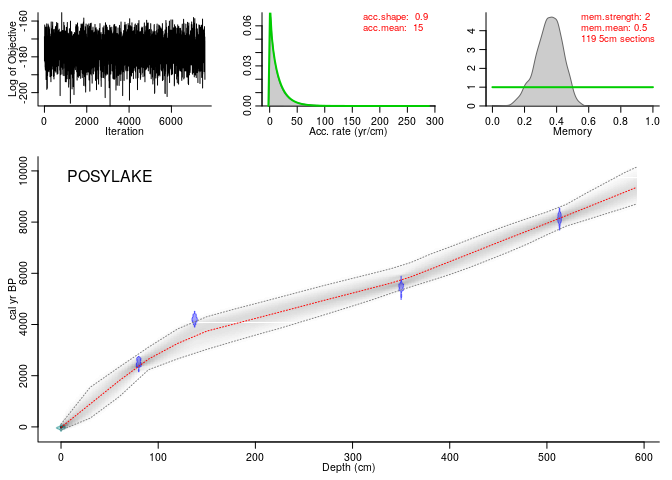 Log of Objective
-200
-180
-160
0 2000 4000 6000
Iteration
acc.shape: 0.9
acc.mean: 15
0.00
0.03
0.06
0 50 100 150 200 250 300
Acc. rate (yr/cm)
mem.strength: 2
mem.mean: 0.5
119 5cm sections
0 1 2 3 4
0.0 0.2 0.4 0.6 0.8 1.0
Memory
POSYLAKE
cal yr BP
0 2000 4000 6000 8000 10000
0 100 200 300 400 500 600
Depth (cm)